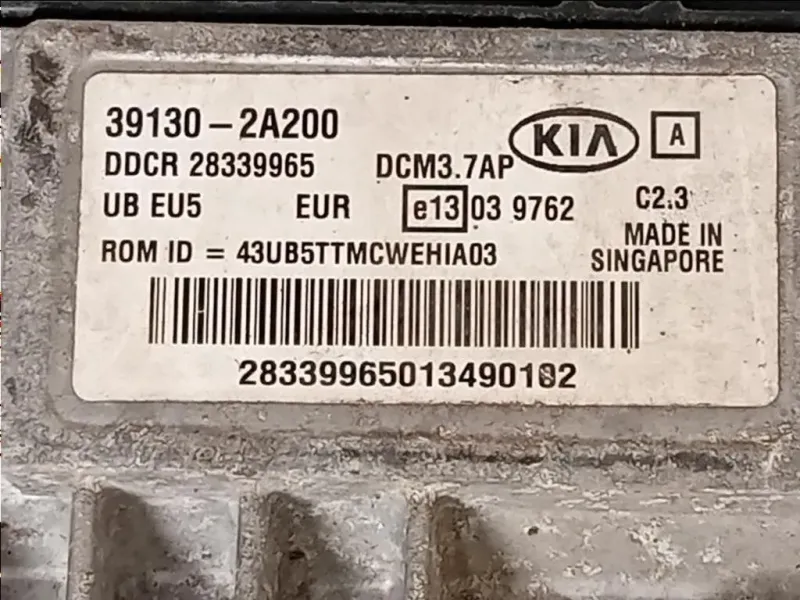 39130-2A200 KIA A
DDCR 28339965 DCM3.7AP
UB EU5 EUR e13 03 9762 C2.3
MADE IN
ROM ID = 43UB5TTMCWEHIA03 SINGAPORE